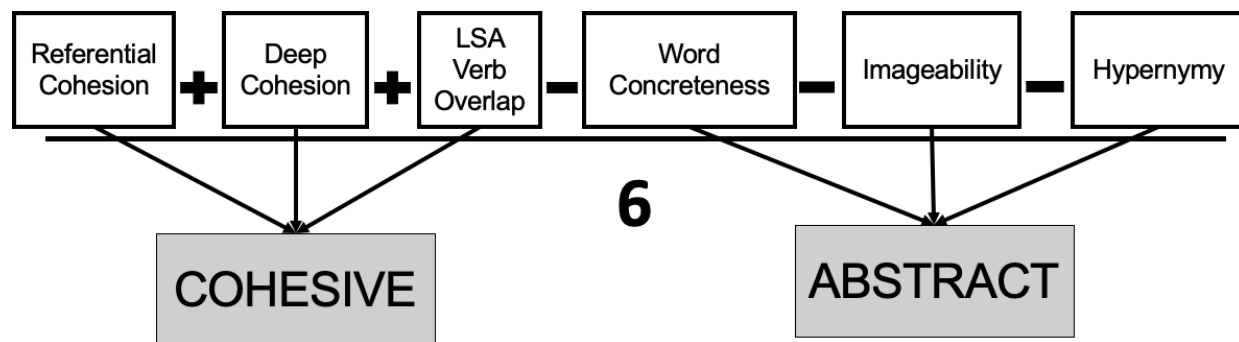 Referential
Cohesion
+
Deep
Cohesion
+
LSA
Verb
Overlap
-
Word
Concreteness
-
Imageability
-
Hypernymy
6
COHESIVE
ABSTRACT